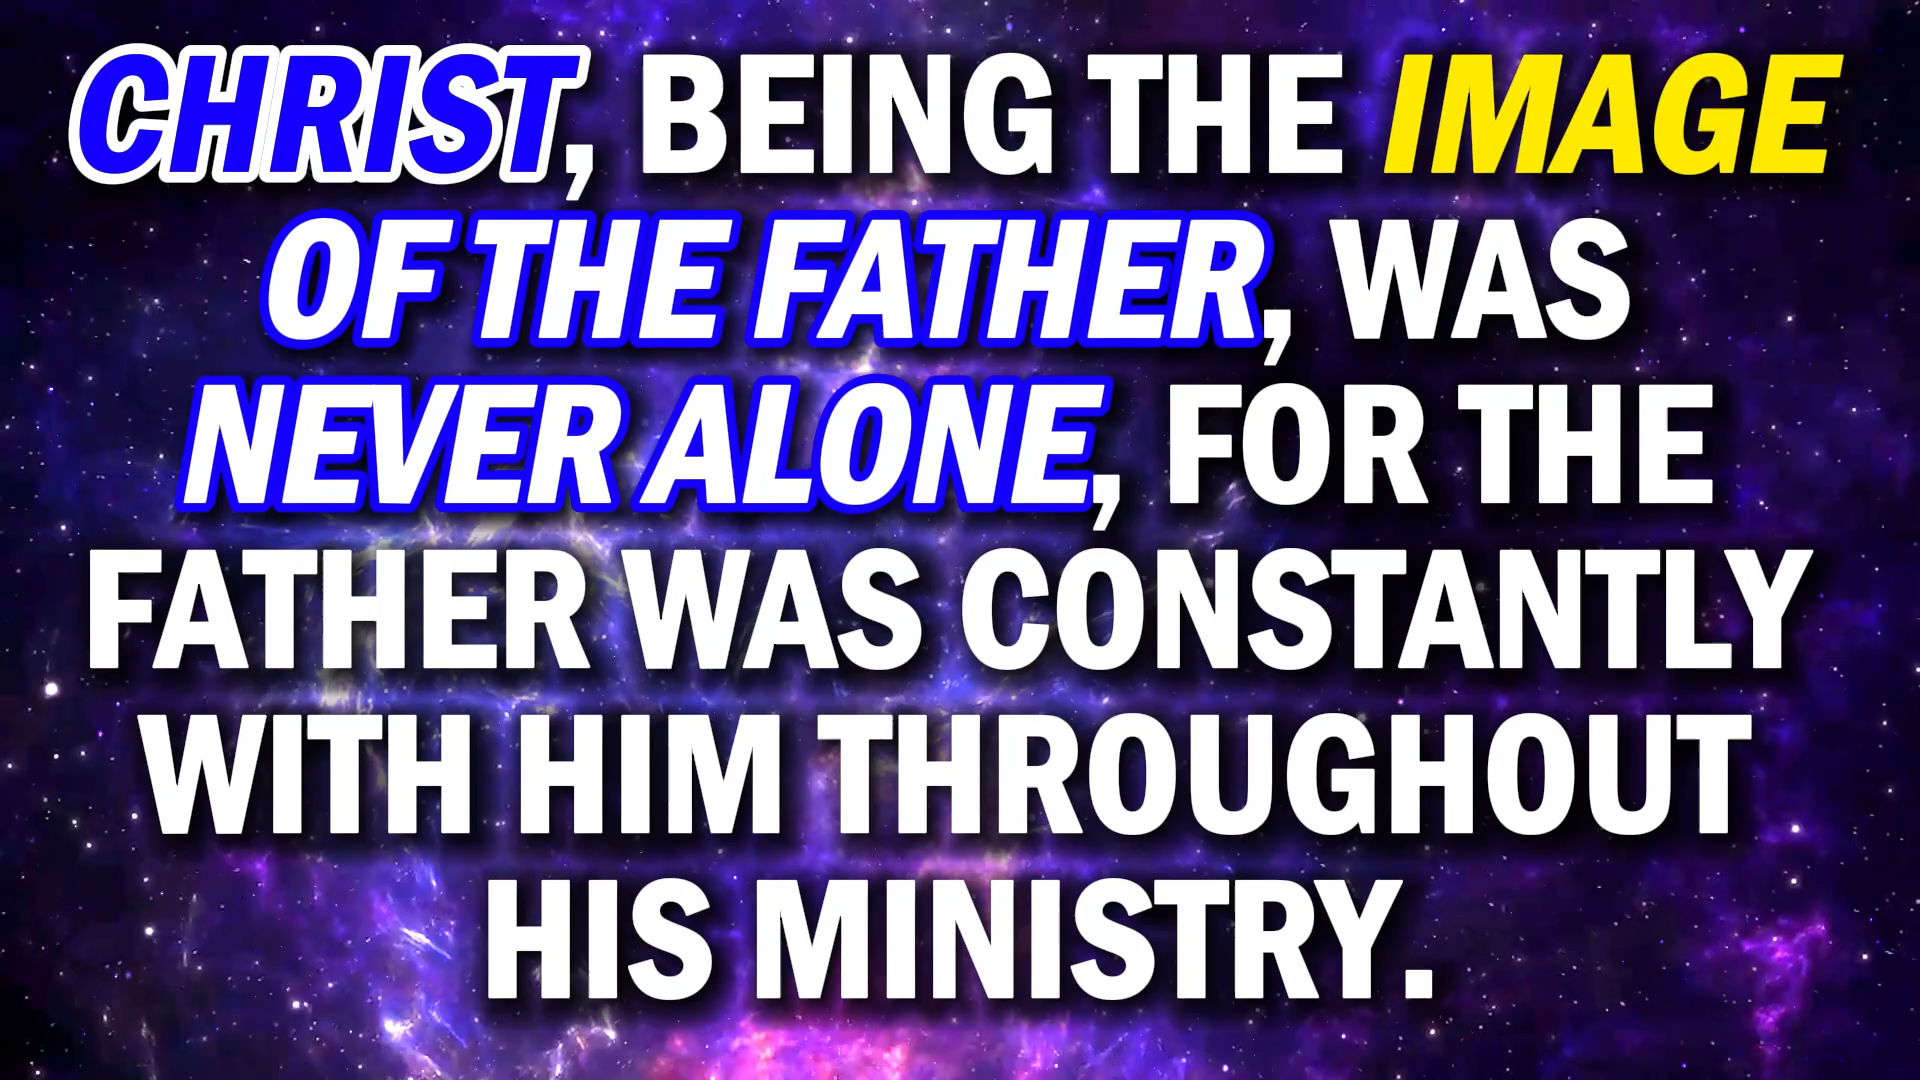 CHRIST, BEING THE IMAGE
OF THE FATHER, WAS
NEVER ALONE, FOR THE
FATHER WAS CONSTANTLY
WITH HIM THROUGHOUT
HIS MINISTRY.